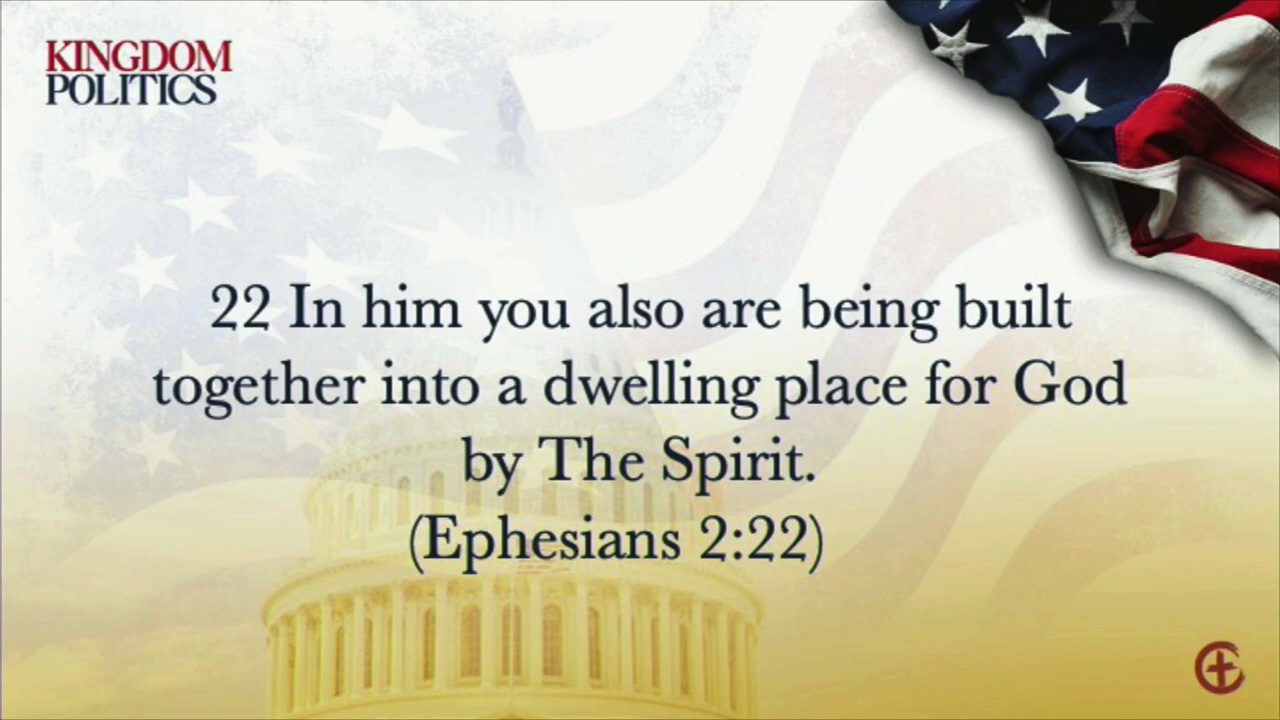 KINGDOM
POLITICS
22 In him you also are being built
together into a dwelling place for God
by The Spirit.
(Ephesians 2:22)